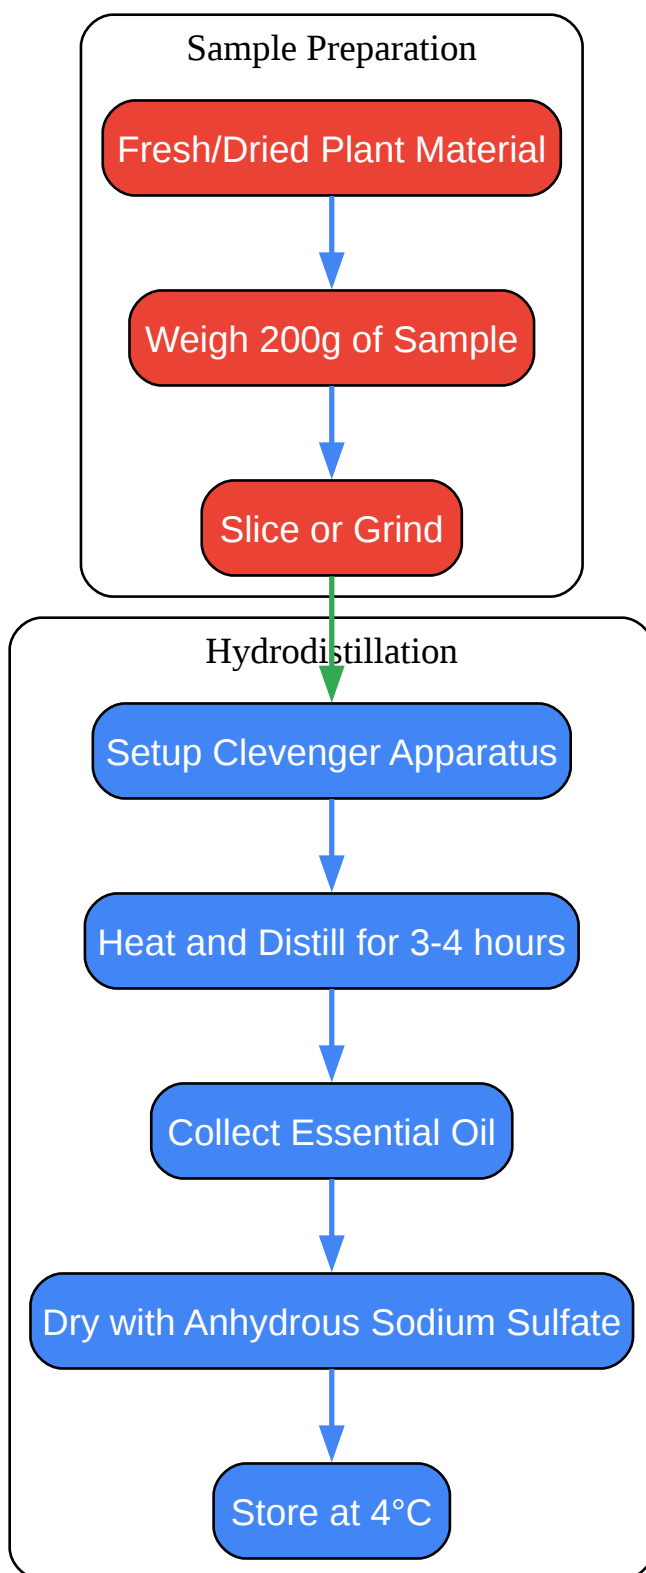 Sample Preparation
Fresh/Dried Plant Material
Weigh 200g of Sample
Slice or Grind
Hydrodistillation
Setup Clevenger Apparatus
Heat and Distill for 3-4 hours
Collect Essential Oil
Dry with Anhydrous Sodium Sulfate
Store at 4°C